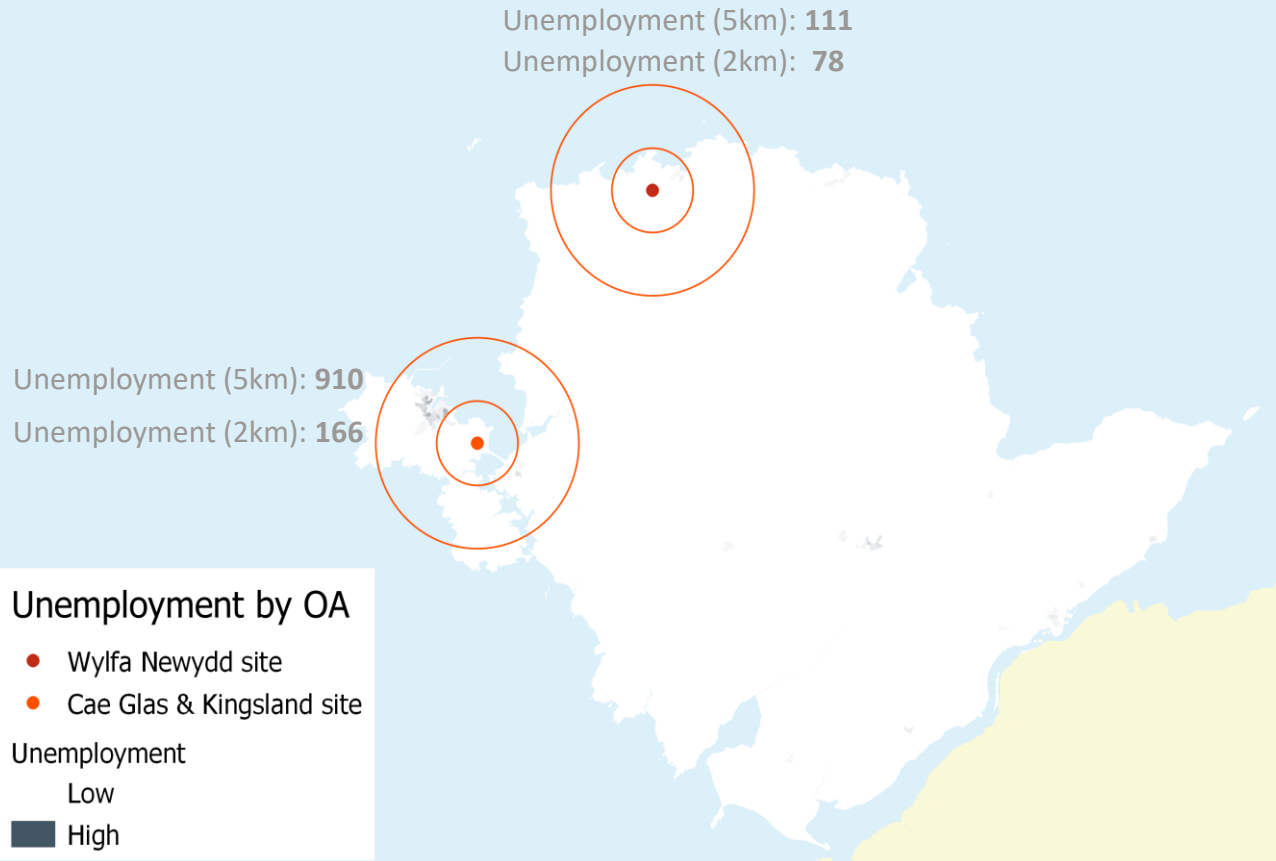 Unemployment (5km): 111
Unemployment (2km): 78
Unemployment (5km): 910
Unemployment (2km): 166
Unemployment by OA
Wylfa Newydd site
Cae Glas & Kingsland site
Unemployment
Low
High